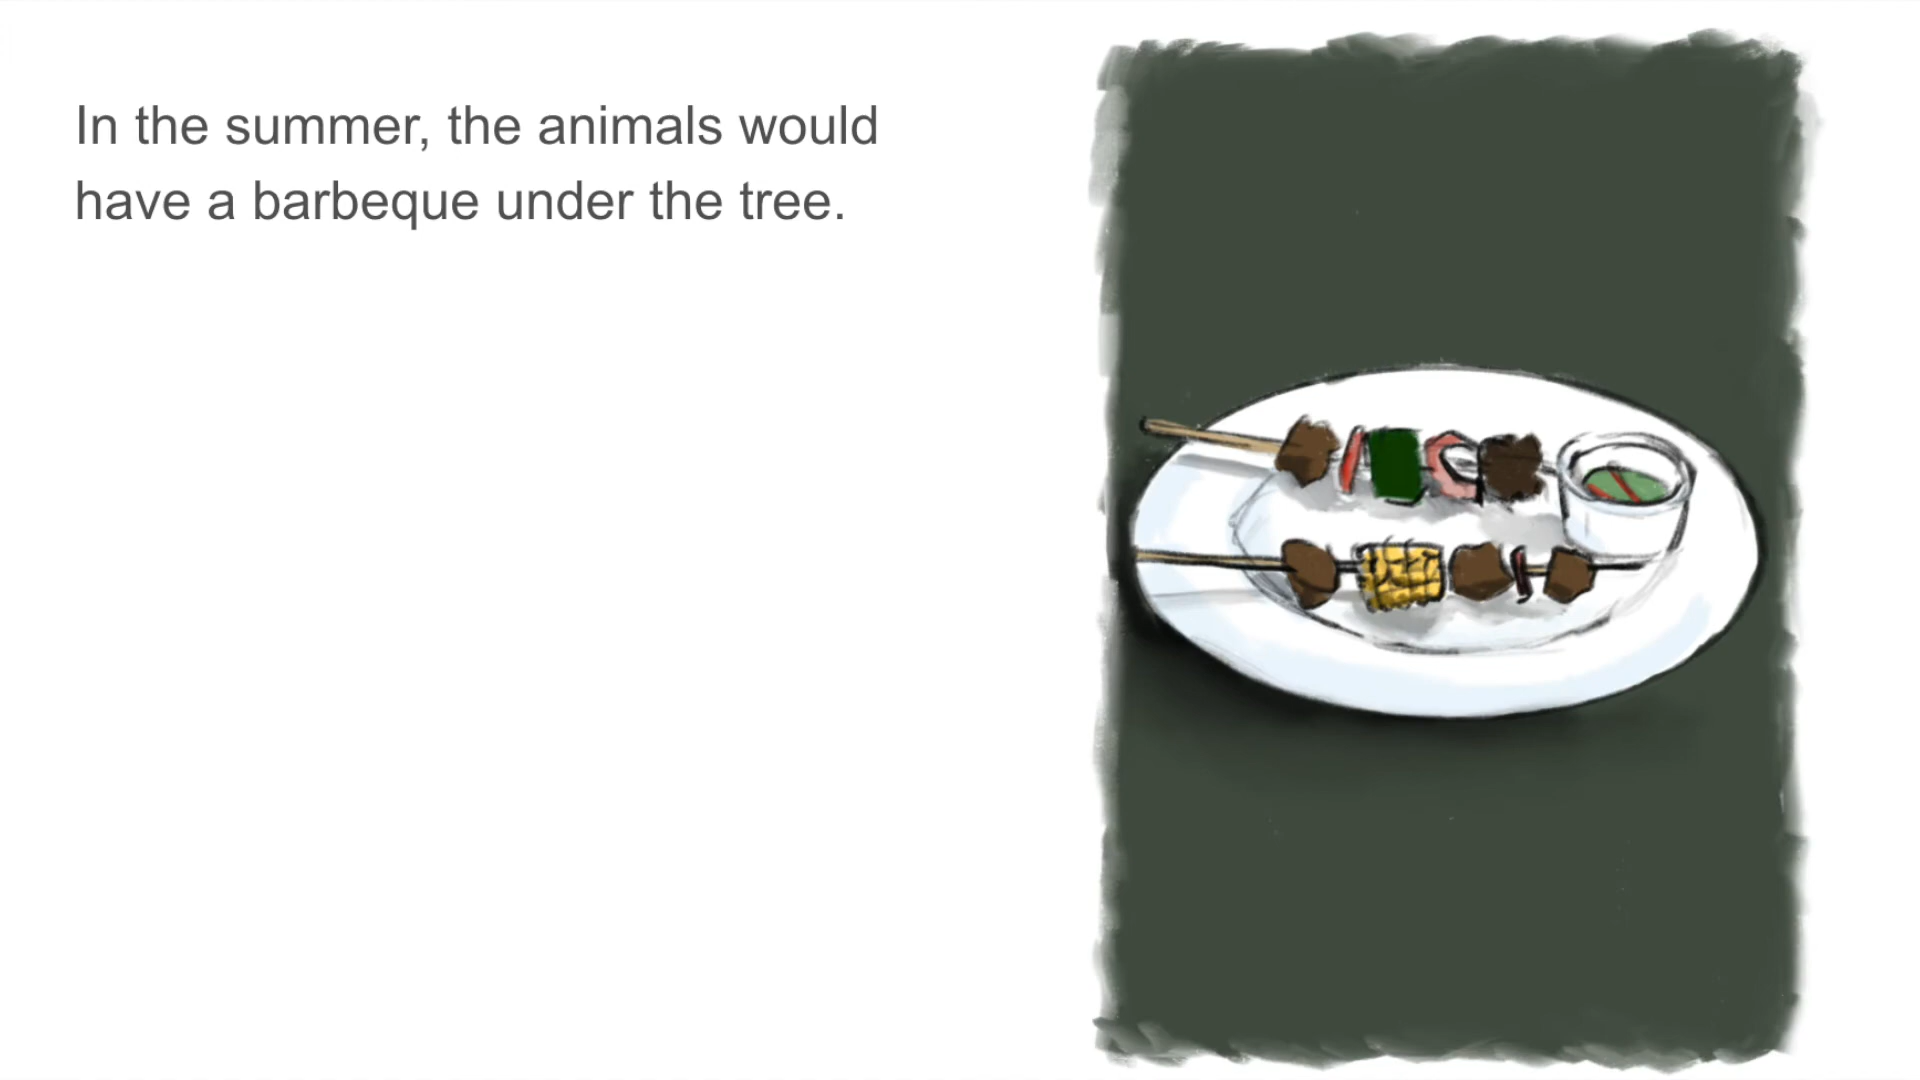 In the summer, the animals would
have a barbeque under the tree.